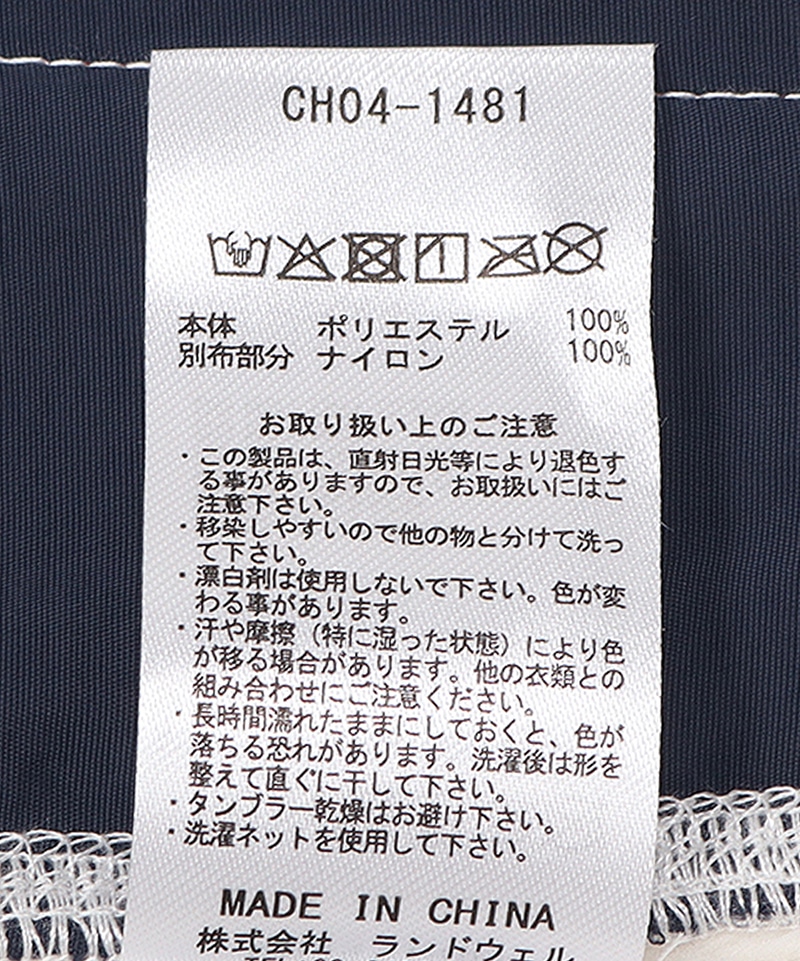 CH04-1481
本体 ポリエステル 100%
別布部分 ナイロン 100%
お取り扱い上のご注意
・この製品は、直射日光等により退色す
る事がありますので、お取扱いにはご
注意下さい。
・移染しやすいので他の物と分けて洗っ
て下さい。
・漂白剤は使用しないで下さい。色が変
わる事があります。
・汗や摩擦（特に湿った状態）により色
が移る場合があります。他の衣類との
組み合わせにご注意ください。
・長時間濡れたままにしておくと、色が
落ちる恐れがあります。洗濯後は形を
整えて直ぐに干して下さい。
・タンブラー乾燥はお避け下さい。
・洗濯ネットを使用して下さい。
MADE IN CHINA
株式会社 ランドウェル